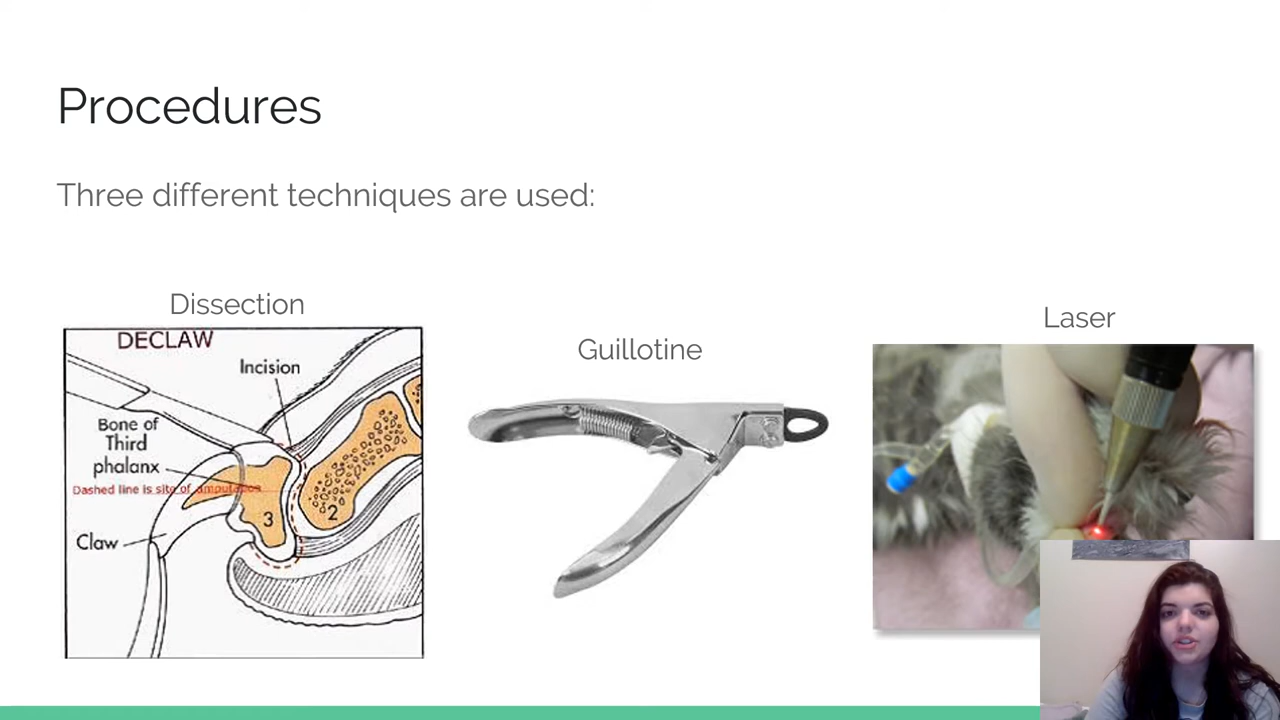 Procedures
Three different techniques are used:
Dissection
DECLAW
Incision
Bone of
Third
phalanx
Dashed line is site of amputation
3
2
Claw
Guillotine
Laser